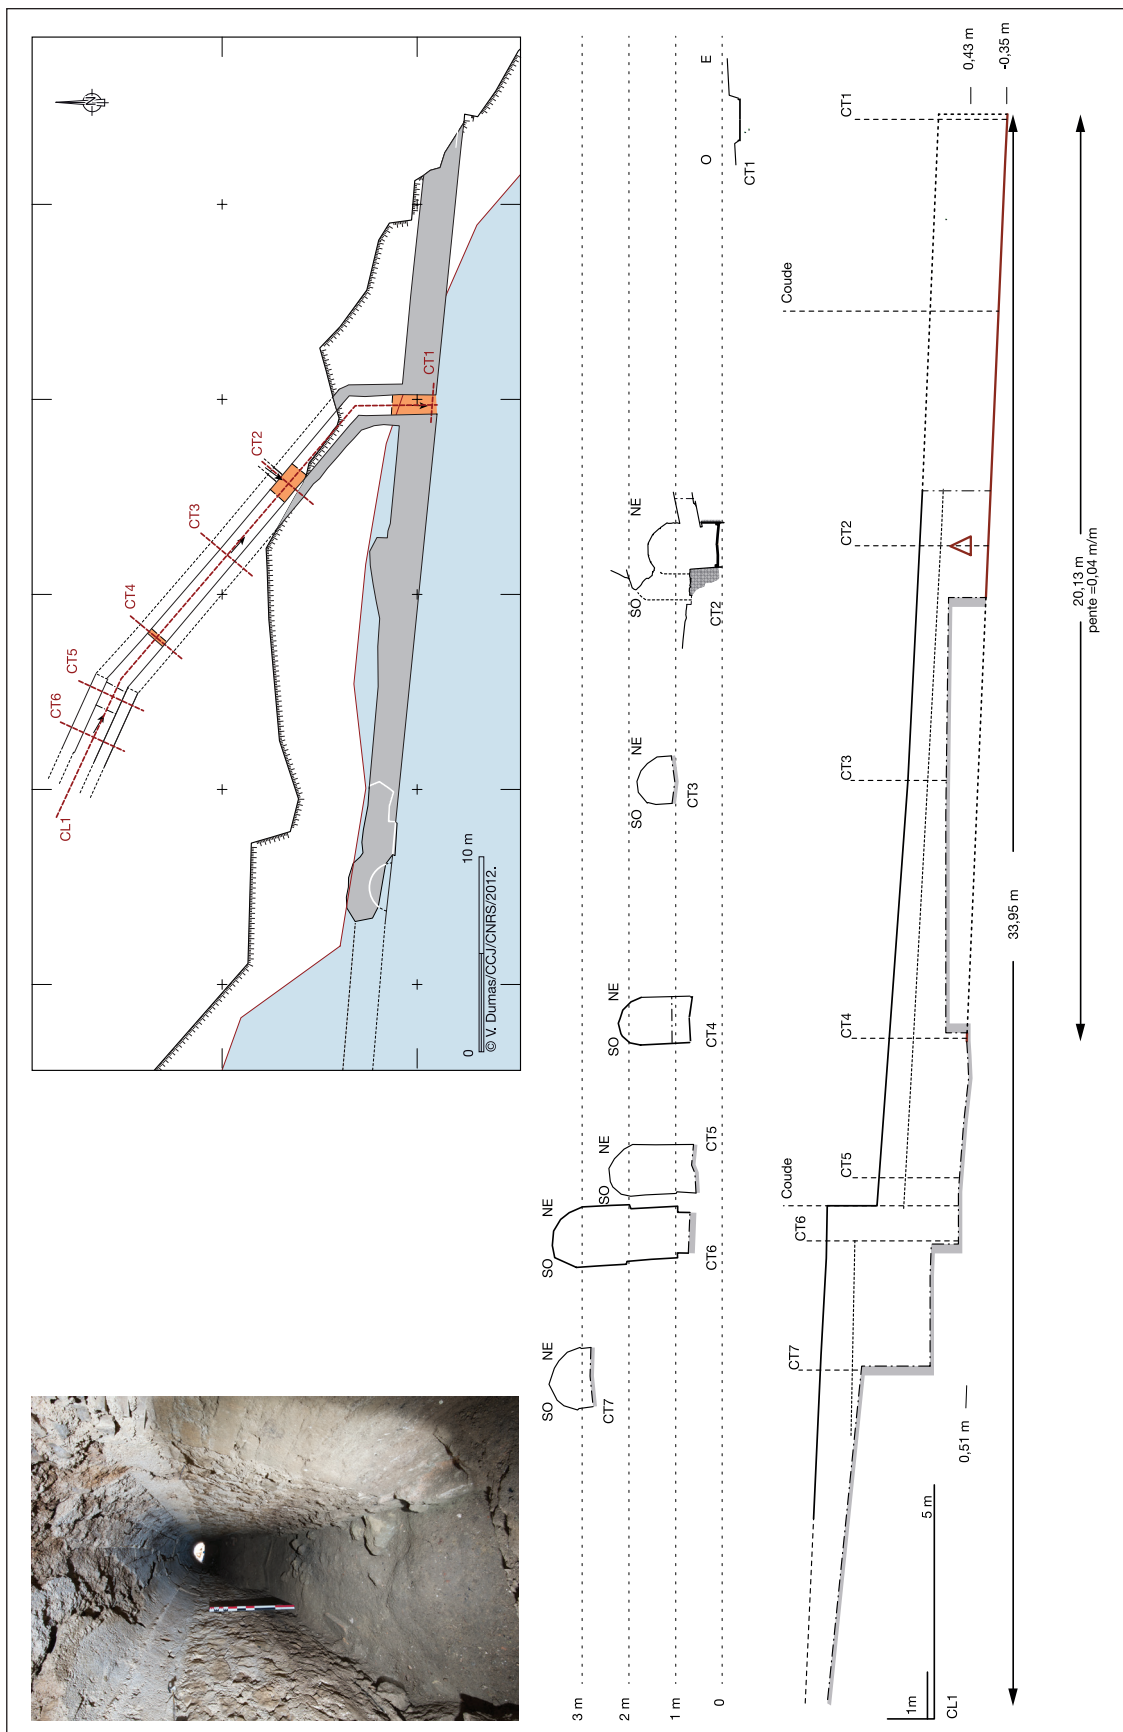 N
CL1
CT6
CT5
CT4
CT3
CT2
CT1
0
10 m
© V. Dumas/CCJ/CNRS/2012.
3 m
2 m
1 m
0
SO
NE
CT7
SO
NE
CT6
SO
NE
CT5
SO
NE
CT4
SO
NE
CT3
SO
NE
CT2
O
E
CT1
CT7
CT6
Coude
CT5
CT4
CT3
CT2
Coude
CT1
0,43 m
-0,35 m
0,51 m
1m
5 m
CL1
33,95 m
20,13 m
pente =0,04 m/m